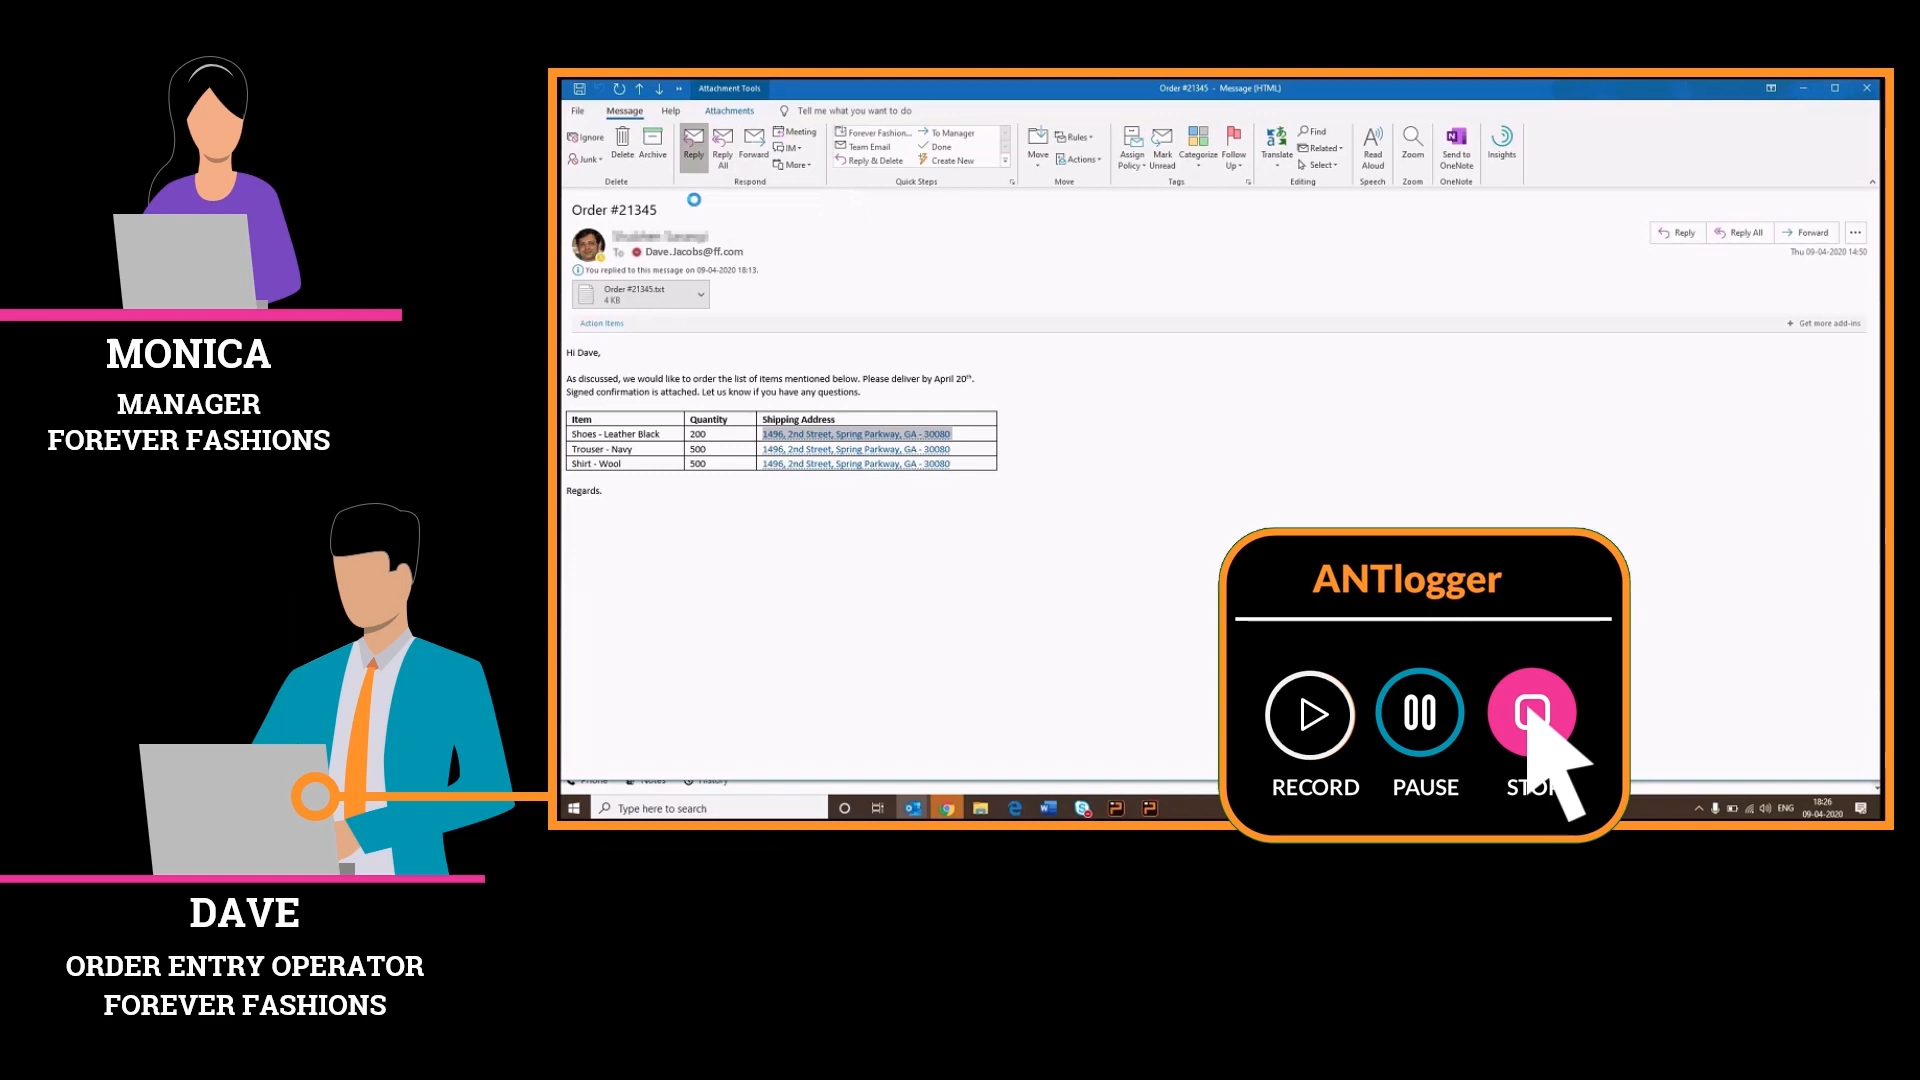 MONICA
MANAGER
FOREVER FASHIONS
DAVE
ORDER ENTRY OPERATOR
FOREVER FASHIONS
Attachment Tools
Order #21345 - Message (HTML)
File Message Help Attachments Tell me what you want to do
Ignore
Junk
Delete
Archive
Delete
Reply
Reply All
Forward
Meeting
IM
More
Respond
Forever Fashion... To Manager
Team Email Done
Reply & Delete Create New
Quick Steps
Move
Rules
Actions
Move
Assign Policy
Mark Unread
Categorize
Follow Up
Tags
Translate
Find
Related
Select
Editing
Read Aloud
Speech
Zoom
Zoom
Send to OneNote
OneNote
Insights
Order #21345
To Dave.Jacobs@ff.com
You replied to this message on 09-04-2020 18:13.
Reply Reply All Forward
Thu 09-04-2020 14:50
Order #21345.txt
4 KB
Action Items
+ Get more add-ins
Hi Dave,
As discussed, we would like to order the list of items mentioned below. Please deliver by April 20th.
Signed confirmation is attached. Let us know if you have any questions.
Item Quantity Shipping Address
Shoes - Leather Black 200 1496, 2nd Street, Spring Parkway, GA - 30080
Trouser - Navy 500 1496, 2nd Street, Spring Parkway, GA - 30080
Shirt - Wool 500 1496, 2nd Street, Spring Parkway, GA - 30080
Regards.
ANTlogger
RECORD PAUSE
Type here to search
ENG
18:26
09-04-2020